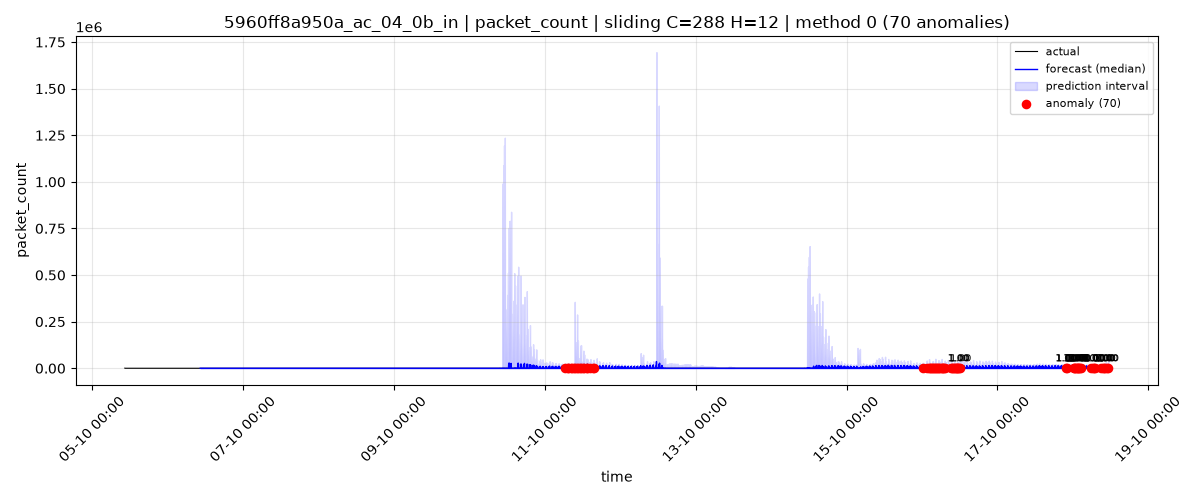 5960ff8a950a_ac_04_0b_in | packet_count | sliding C=288 H=12 | method 0 (70 anomalies)
1e6
1.75
1.50
1.25
1.00
0.75
0.50
0.25
0.00
packet_count
actual
forecast (median)
prediction interval
anomaly (70)
05-10 00:00
07-10 00:00
09-10 00:00
11-10 00:00
13-10 00:00
15-10 00:00
17-10 00:00
19-10 00:00
time